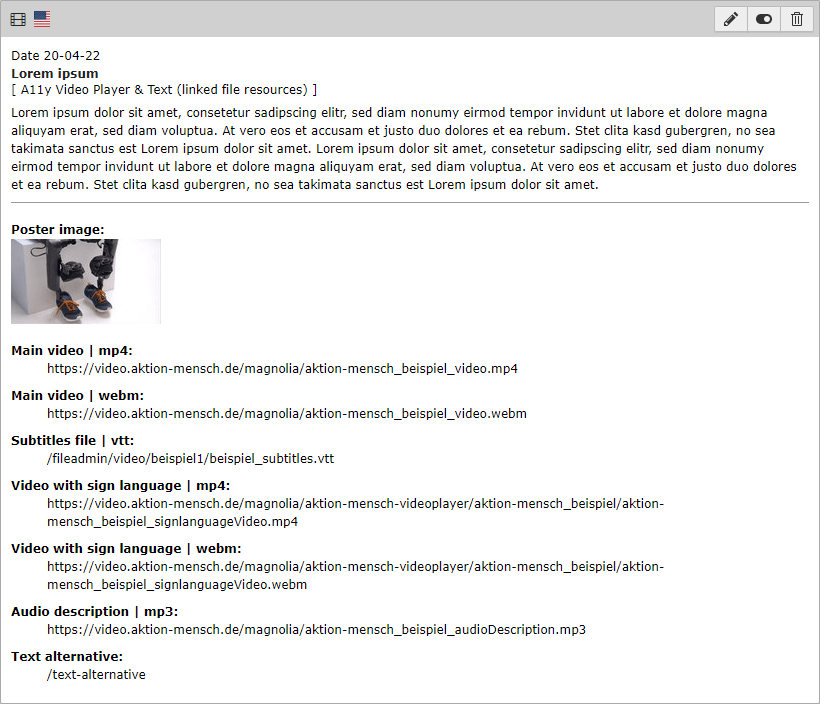 Date 20-04-22
Lorem ipsum
[ A11y Video Player & Text (linked file resources) ]
Lorem ipsum dolor sit amet, consetetur sadipscing elitr, sed diam nonumy eirmod tempor invidunt ut labore et dolore magna
aliquyam erat, sed diam voluptua. At vero eos et accusam et justo duo dolores et ea rebum. Stet clita kasd gubergren, no sea
takimata sanctus est Lorem ipsum dolor sit amet. Lorem ipsum dolor sit amet, consetetur sadipscing elitr, sed diam nonumy
eirmod tempor invidunt ut labore et dolore magna aliquyam erat, sed diam voluptua. At vero eos et accusam et justo duo dolores
et ea rebum. Stet clita kasd gubergren, no sea takimata sanctus est Lorem ipsum dolor sit amet.
Poster image:
Main video | mp4:
https://video.aktion-mensch.de/magnolia/aktion-mensch_beispiel_video.mp4
Main video | webm:
https://video.aktion-mensch.de/magnolia/aktion-mensch_beispiel_video.webm
Subtitles file | vtt:
/fileadmin/video/beispiel1/beispiel_subtitles.vtt
Video with sign language | mp4:
https://video.aktion-mensch.de/magnolia/aktion-mensch-videoplayer/aktion-mensch_beispiel/aktion-
mensch_beispiel_signlanguageVideo.mp4
Video with sign language | webm:
https://video.aktion-mensch.de/magnolia/aktion-mensch-videoplayer/aktion-mensch_beispiel/aktion-
mensch_beispiel_signlanguageVideo.webm
Audio description | mp3:
https://video.aktion-mensch.de/magnolia/aktion-mensch_beispiel_audioDescription.mp3
Text alternative:
/text-alternative